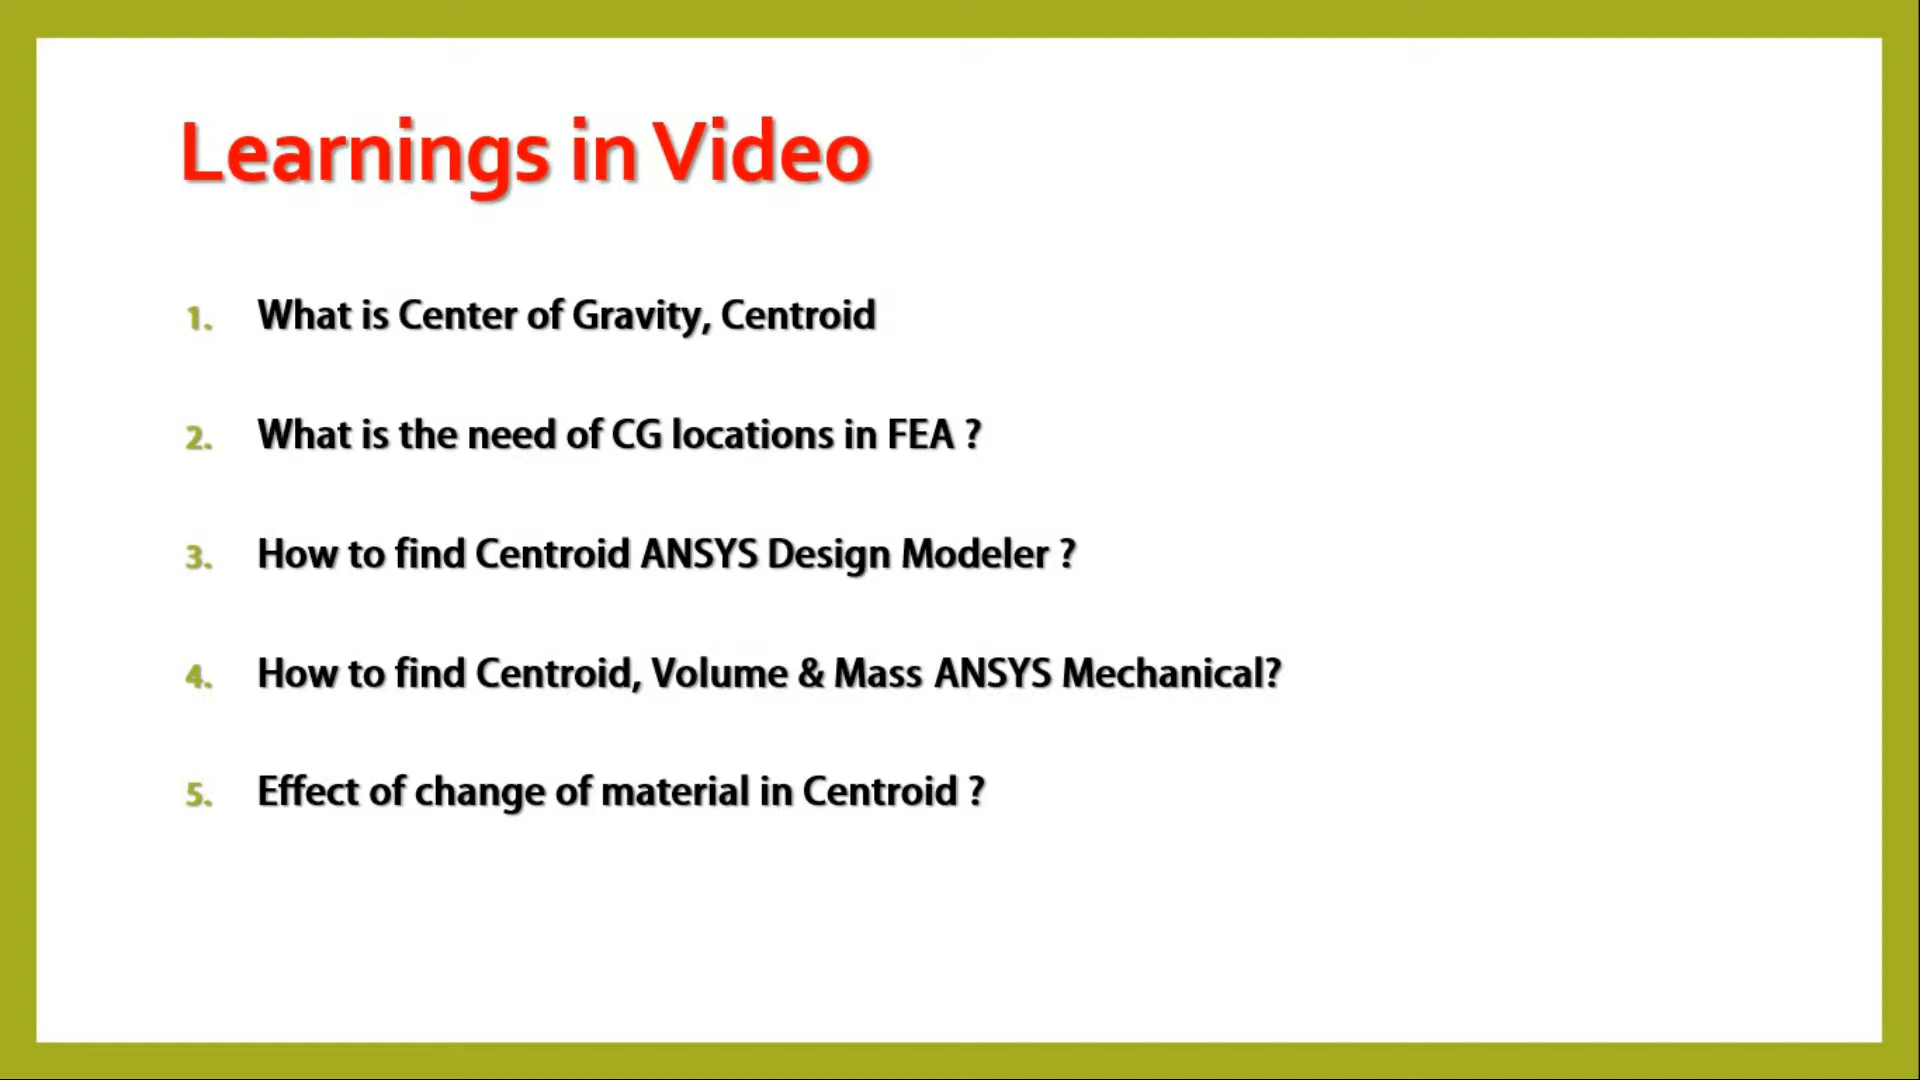 Learnings in Video
1. What is Center of Gravity, Centroid
2. What is the need of CG locations in FEA ?
3. How to find Centroid ANSYS Design Modeler ?
4. How to find Centroid, Volume & Mass ANSYS Mechanical?
5. Effect of change of material in Centroid ?